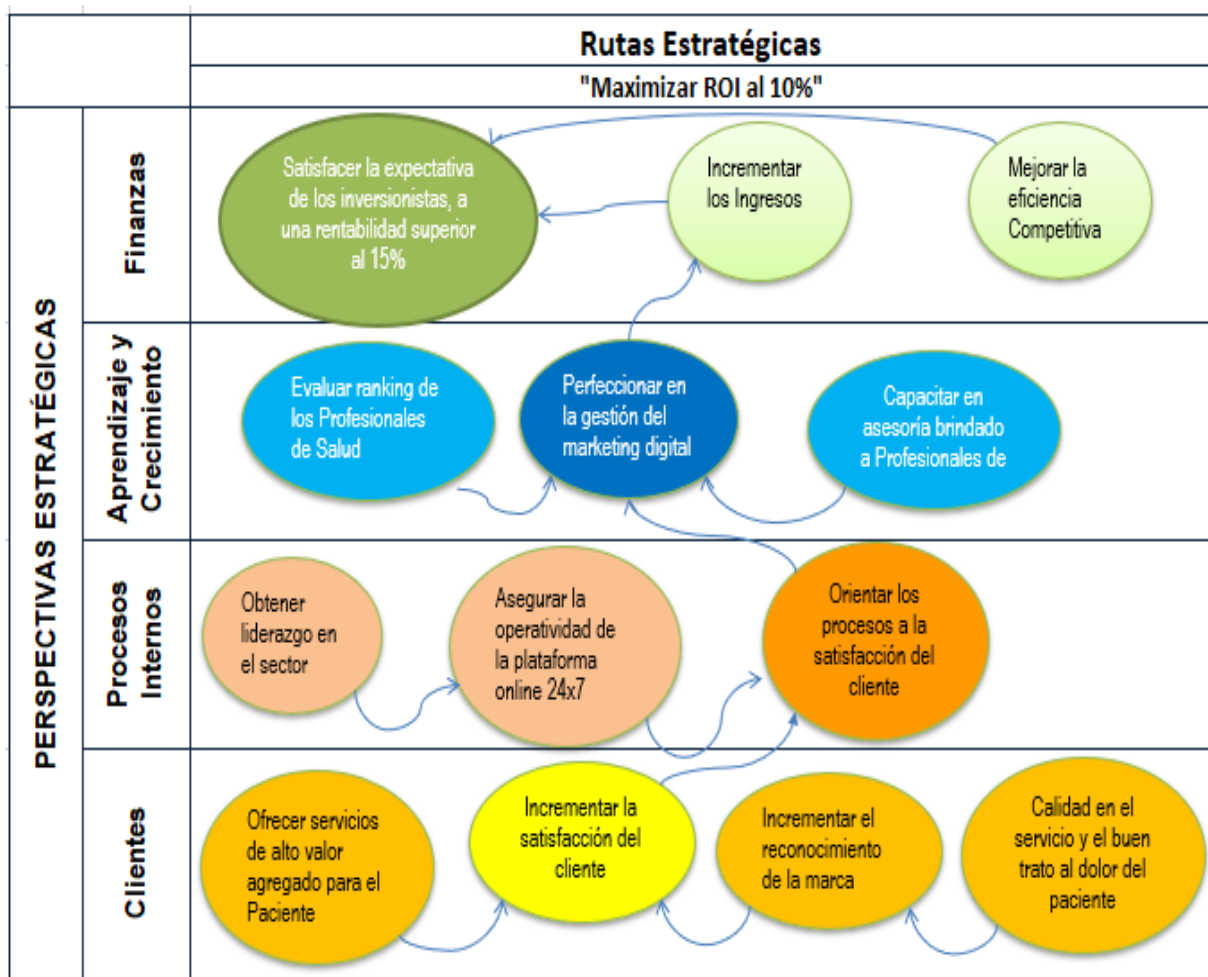 Rutas Estratégicas
"Maximizar ROI al 10%"
PERSPECTIVAS ESTRATÉGICAS
Finanzas
Satisfacer la expectativa
de los inversionistas, a
una rentabilidad superior
al 15%
Incrementar
los Ingresos
Mejorar la
eficiencia
Competitiva
Aprendizaje y
Crecimiento
Evaluar ranking de
los Profesionales
de Salud
Perfeccionar en
la gestión del
marketing digital
Capacitar en
asesoría brindado
a Profesionales de
Procesos
Internos
Obtener
liderazgo en
el sector
Asegurar la
operatividad de
la plataforma
online 24x7
Orientar los
procesos a la
satisfacción del
cliente
Clientes
Ofrecer servicios
de alto valor
agregado para el
Paciente
Incrementar la
satisfacción del
cliente
Incrementar el
reconocimiento
de la marca
Calidad en el
servicio y el buen
trato al dolor del
paciente